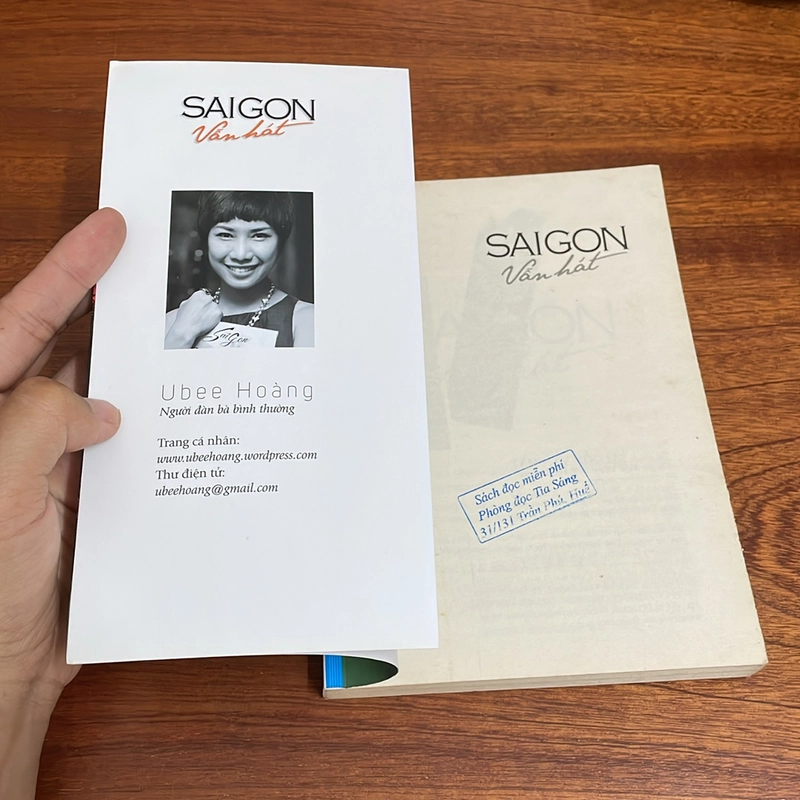 SAIGON
Vẫn hát
Sai
Gon
Ubee Hoàng
Người đàn bà bình thường
Trang cá nhân:
www.ubeehoang.wordpress.com
Thư điện tử:
ubeehoang@gmail.com
SAIGON
Vẫn hát
Sách đọc miễn phí
Phòng đọc Tia Sáng
31/131 Trần Phú, Huế